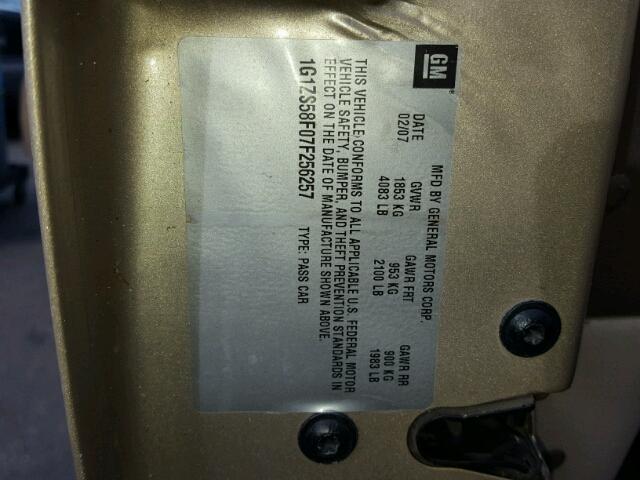 GM
MFD BY GENERAL MOTORS CORP.
DATE GVWR GAWR FRT GAWR RR
02/07 1853 KG 953 KG 900 KG
4083 LB 2100 LB 1983 LB
THIS VEHICLE CONFORMS TO ALL APPLICABLE U.S. FEDERAL MOTOR
VEHICLE SAFETY, BUMPER, AND THEFT PREVENTION STANDARDS IN
EFFECT ON THE DATE OF MANUFACTURE SHOWN ABOVE.
1G1ZS58F07F256257 TYPE: PASS CAR